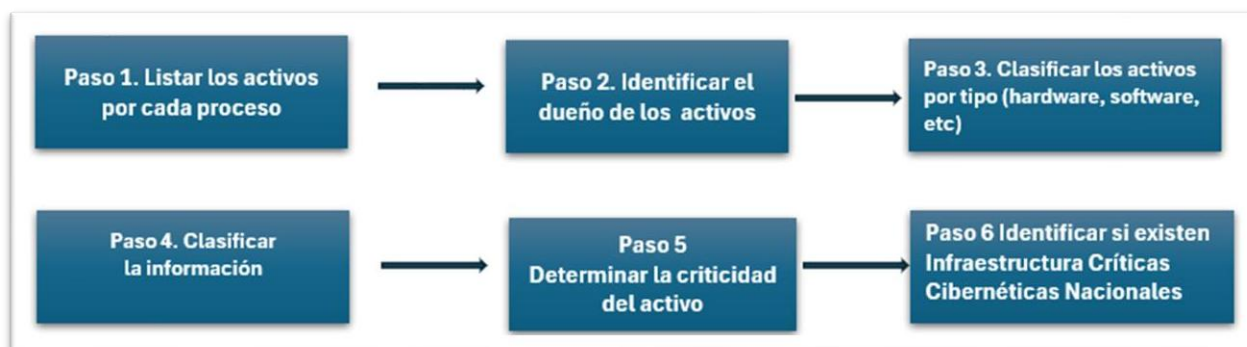 Paso 1. Listar los activos
por cada proceso
Paso 2. Identificar el
dueño de los activos
Paso 3. Clasificar los activos
por tipo (hardware, software,
etc)
Paso 4. Clasificar
la información
Paso 5
Determinar la criticidad
del activo
Paso 6 Identificar si existen
Infraestructura Críticas
Cibernéticas Nacionales